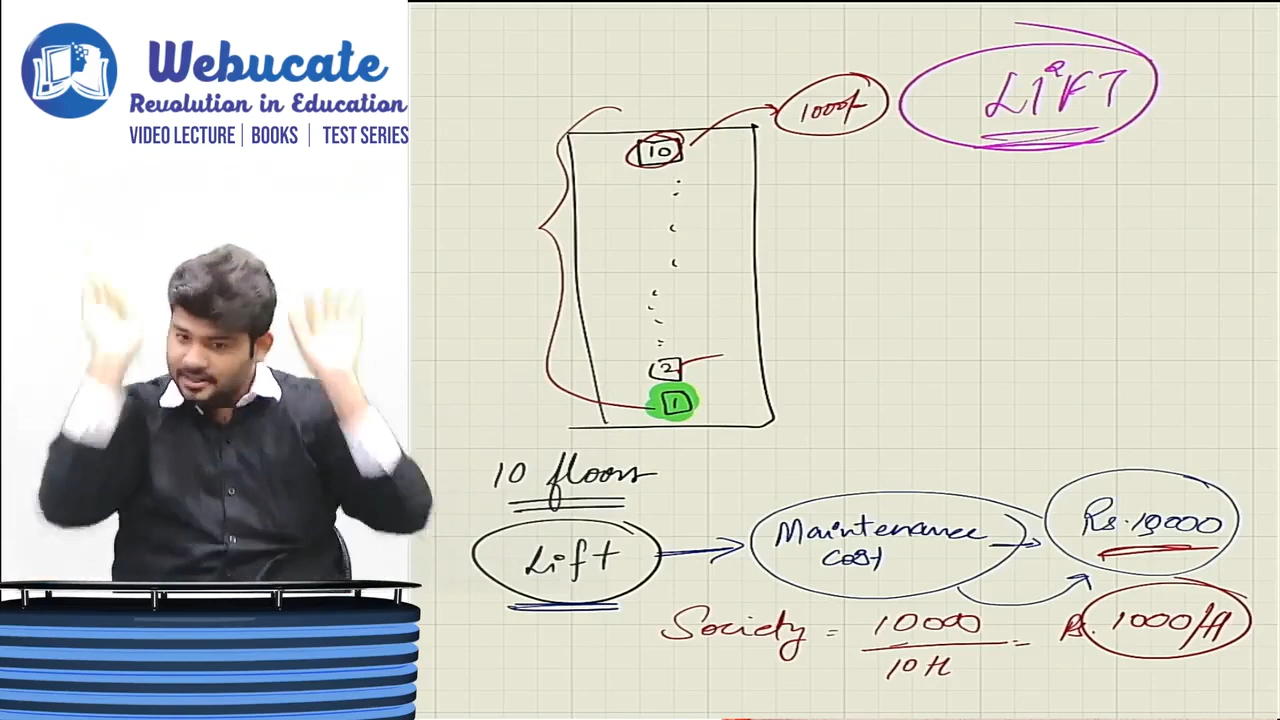 Webucate
Revolution in Education
VIDEO LECTURE | BOOKS | TEST SERIES
LIFT
1000/-
10
2
1
10 floors
Lift
Maintenance
cost
Rs. 10000
Society = 10000
10 H
= Rs. 1000/H